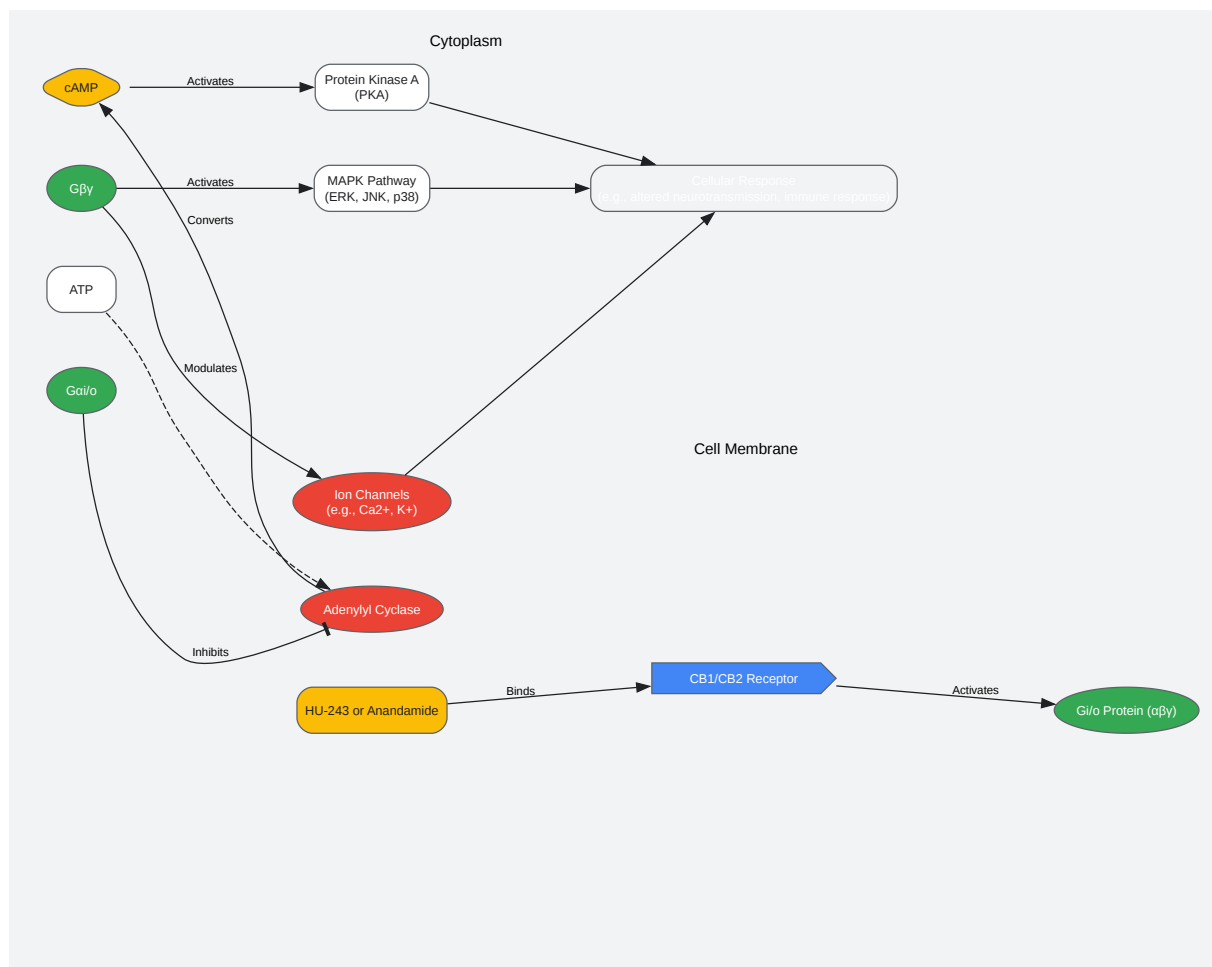 Cytoplasm
cAMP
Activates
Protein Kinase A
(PKA)
Gβγ
Activates
MAPK Pathway
(ERK, JNK, p38)
Cellular Response
(e.g., altered neurotransmission, immune response)
Converts
ATP
Modulates
Gαi/o
Cell Membrane
Ion Channels
(e.g., Ca2+, K+)
Adenylyl Cyclase
Inhibits
HU-243 or Anandamide
Binds
CB1/CB2 Receptor
Activates
Gi/o Protein (αβγ)